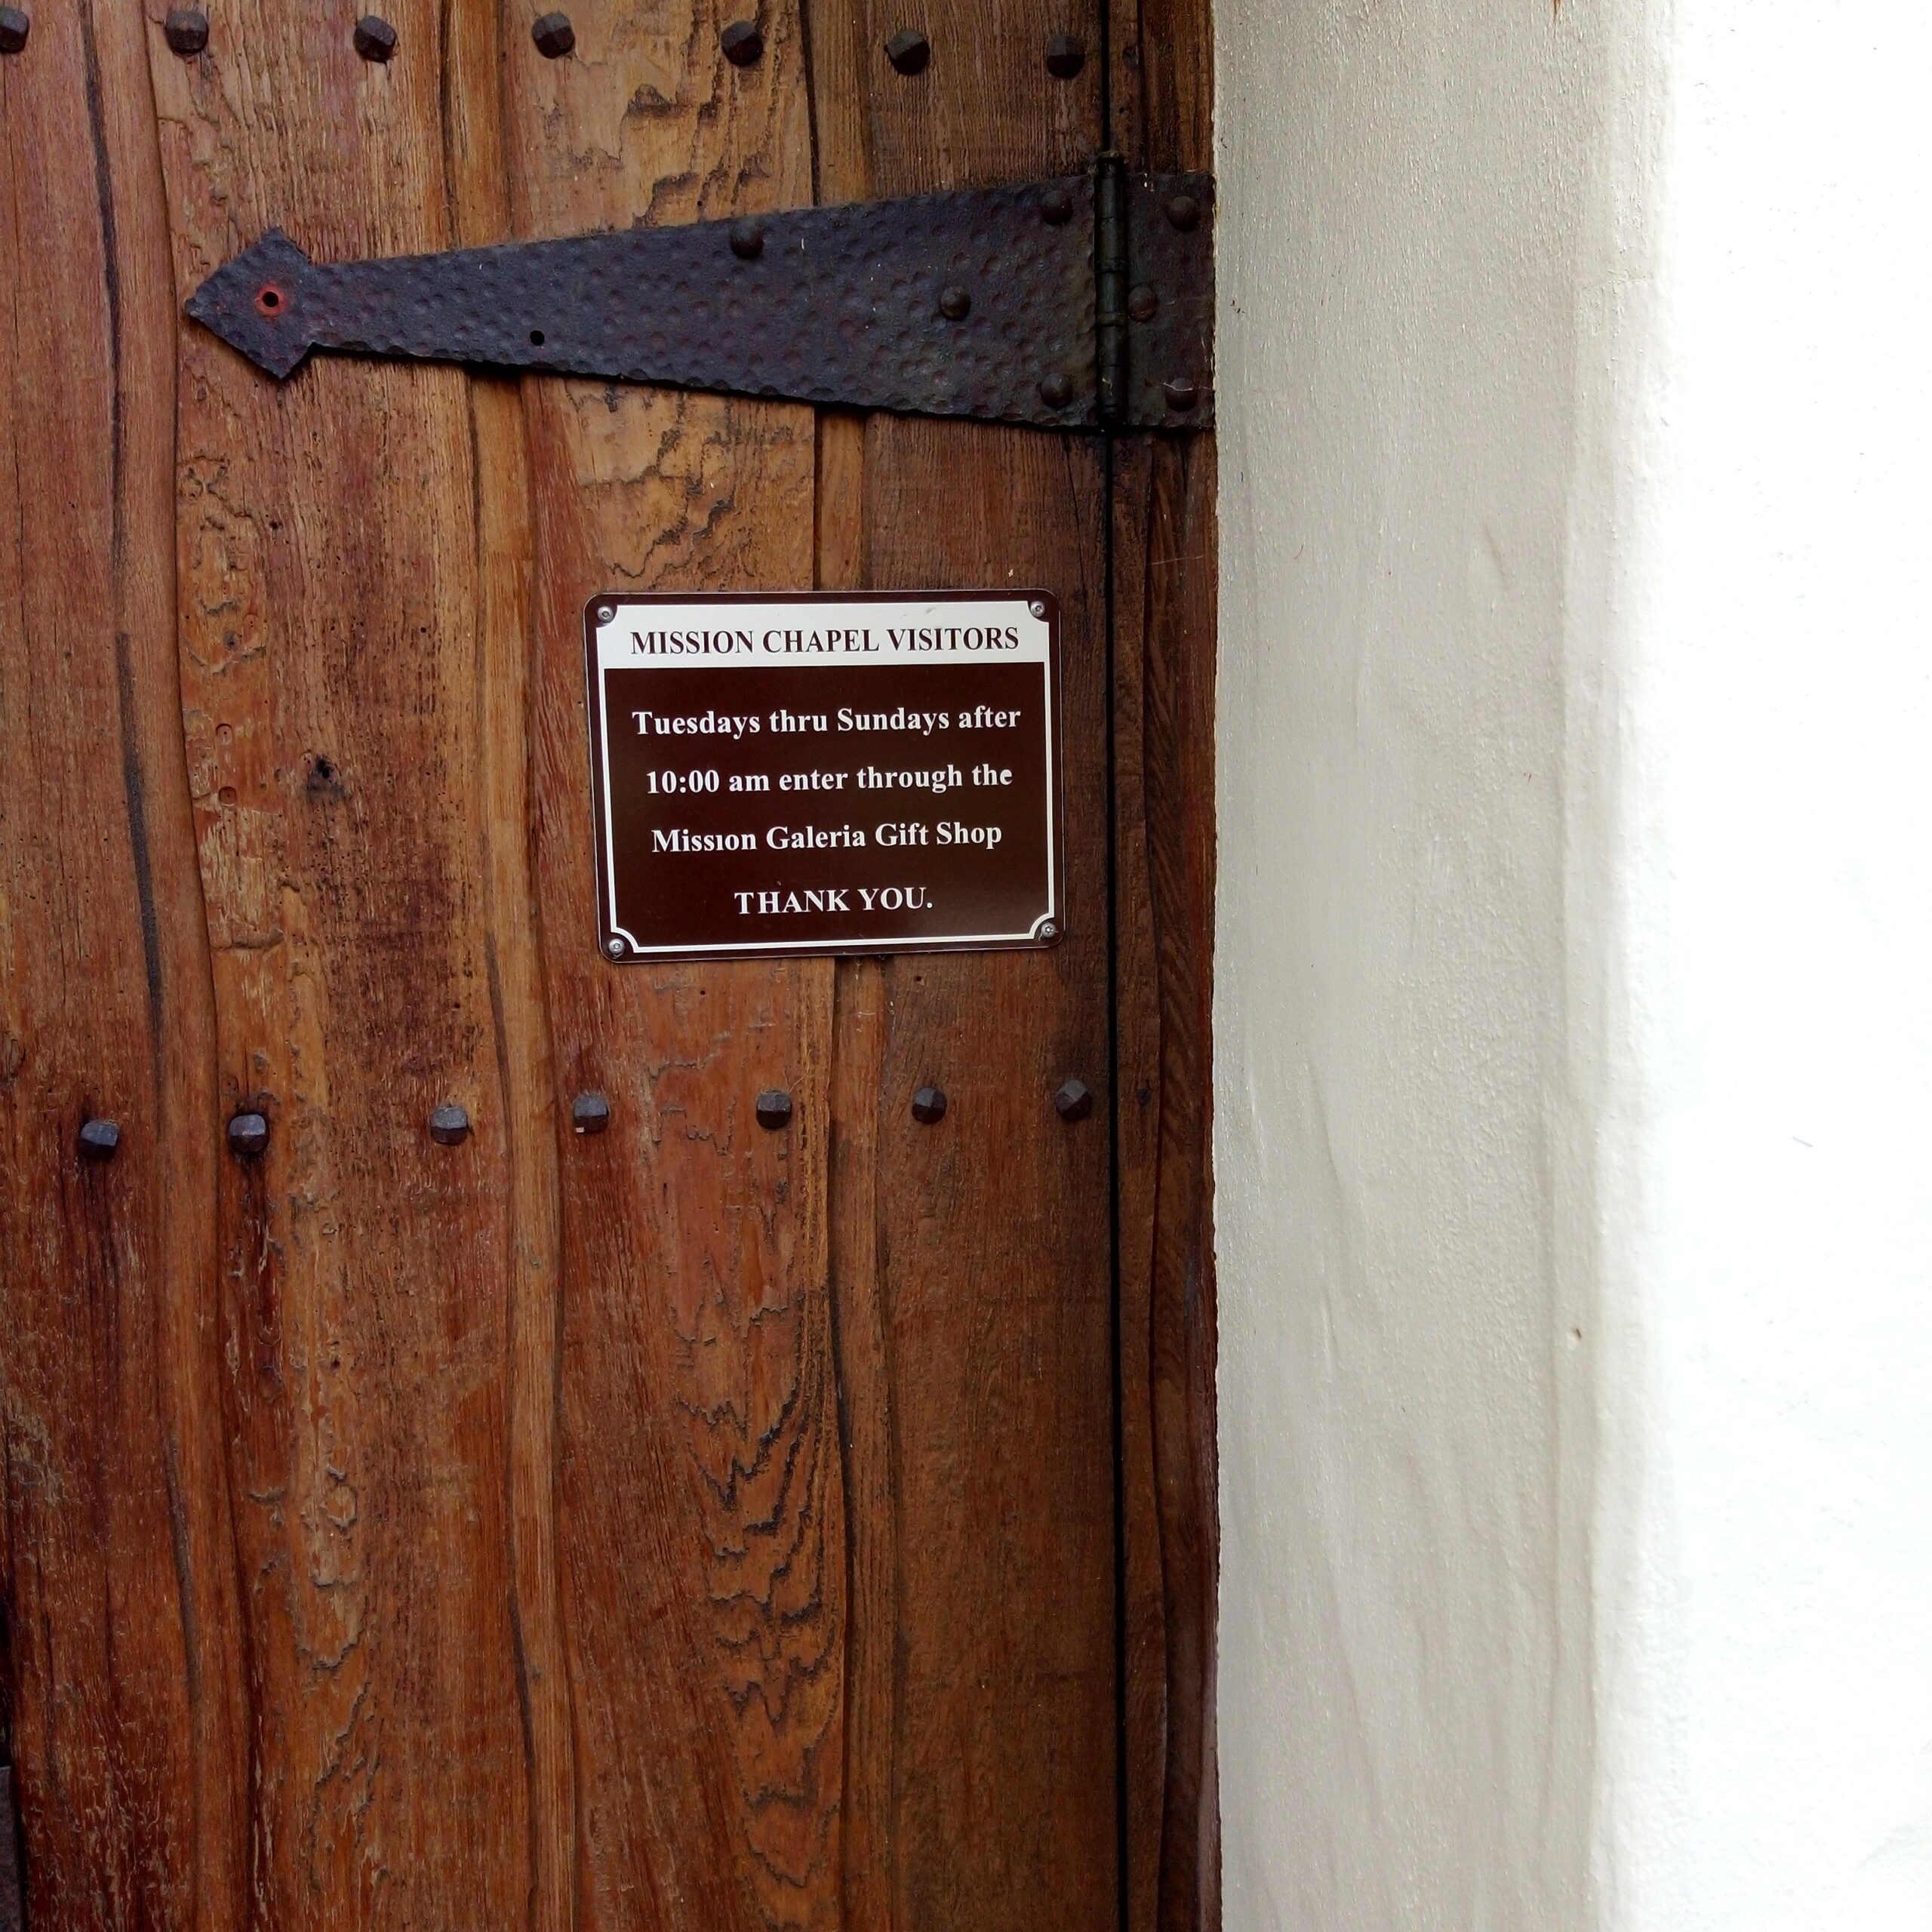 MISSION CHAPEL VISITORS
Tuesdays thru Sundays after
10:00 am enter through the
Mission Galeria Gift Shop
THANK YOU.